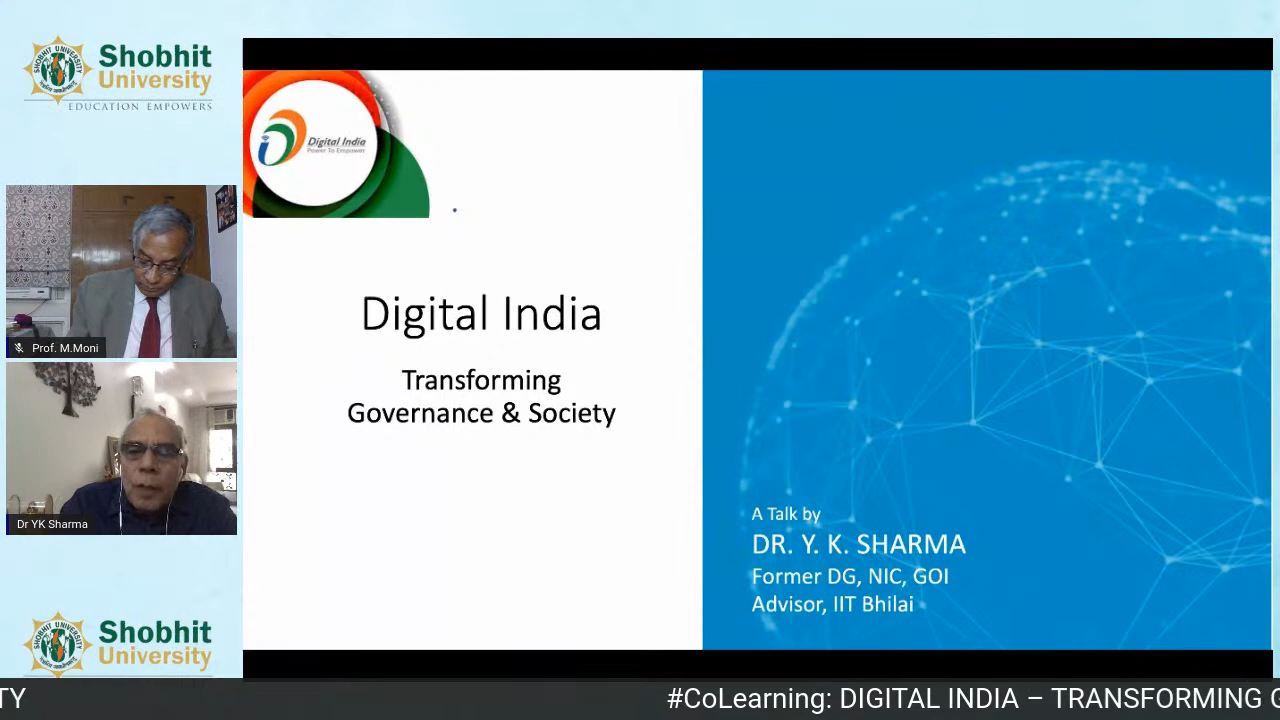 Shobhit
University
EDUCATION EMPOWERS
Prof. M.Moni
Dr YK Sharma
Shobhit
University
Digital India
Power To Empower
Digital India
Transforming
Governance & Society
A Talk by
DR. Y. K. SHARMA
Former DG, NIC, GOI
Advisor, IIT Bhilai
TY
#CoLearning: DIGITAL INDIA – TRANSFORMING G